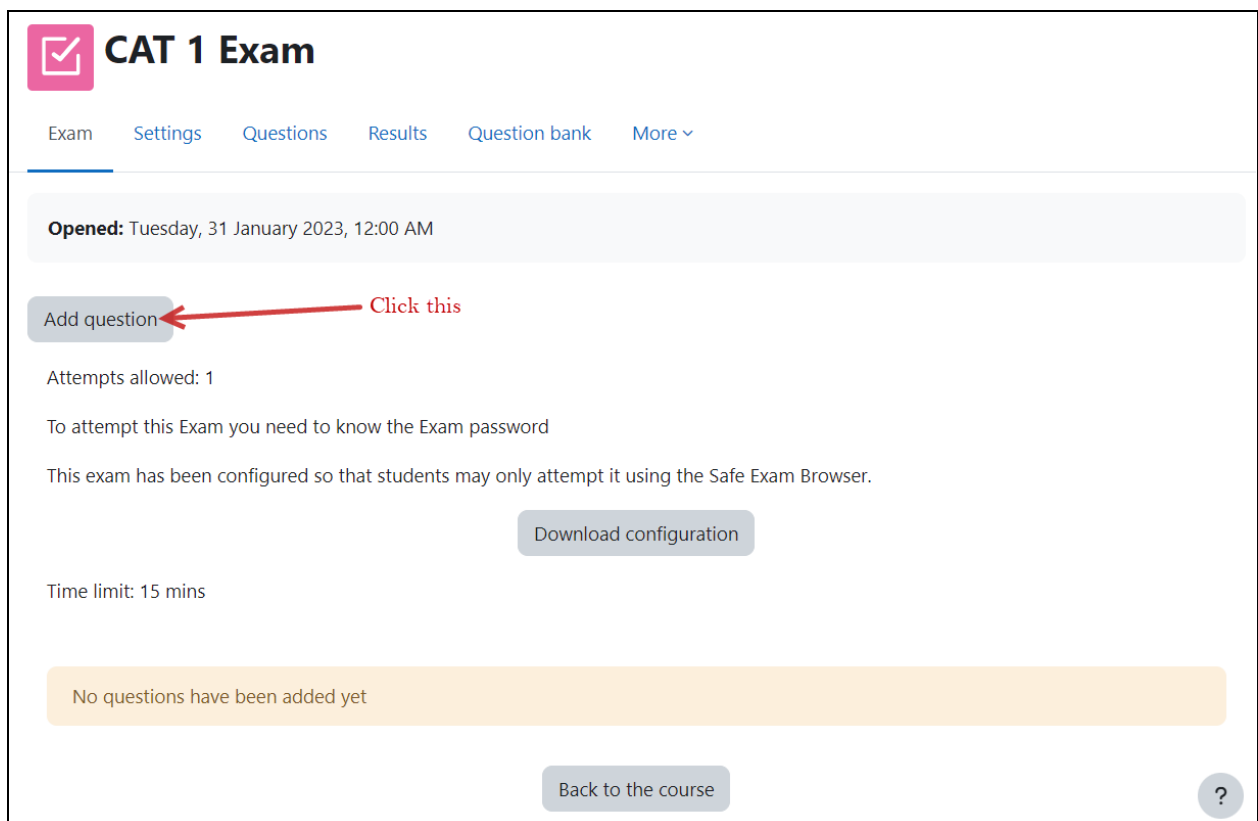 CAT 1 Exam
Exam Settings Questions Results Question bank More
Opened: Tuesday, 31 January 2023, 12:00 AM
Click this
Add question
Attempts allowed: 1
To attempt this Exam you need to know the Exam password
This exam has been configured so that students may only attempt it using the Safe Exam Browser.
Download configuration
Time limit: 15 mins
No questions have been added yet
Back to the course
?